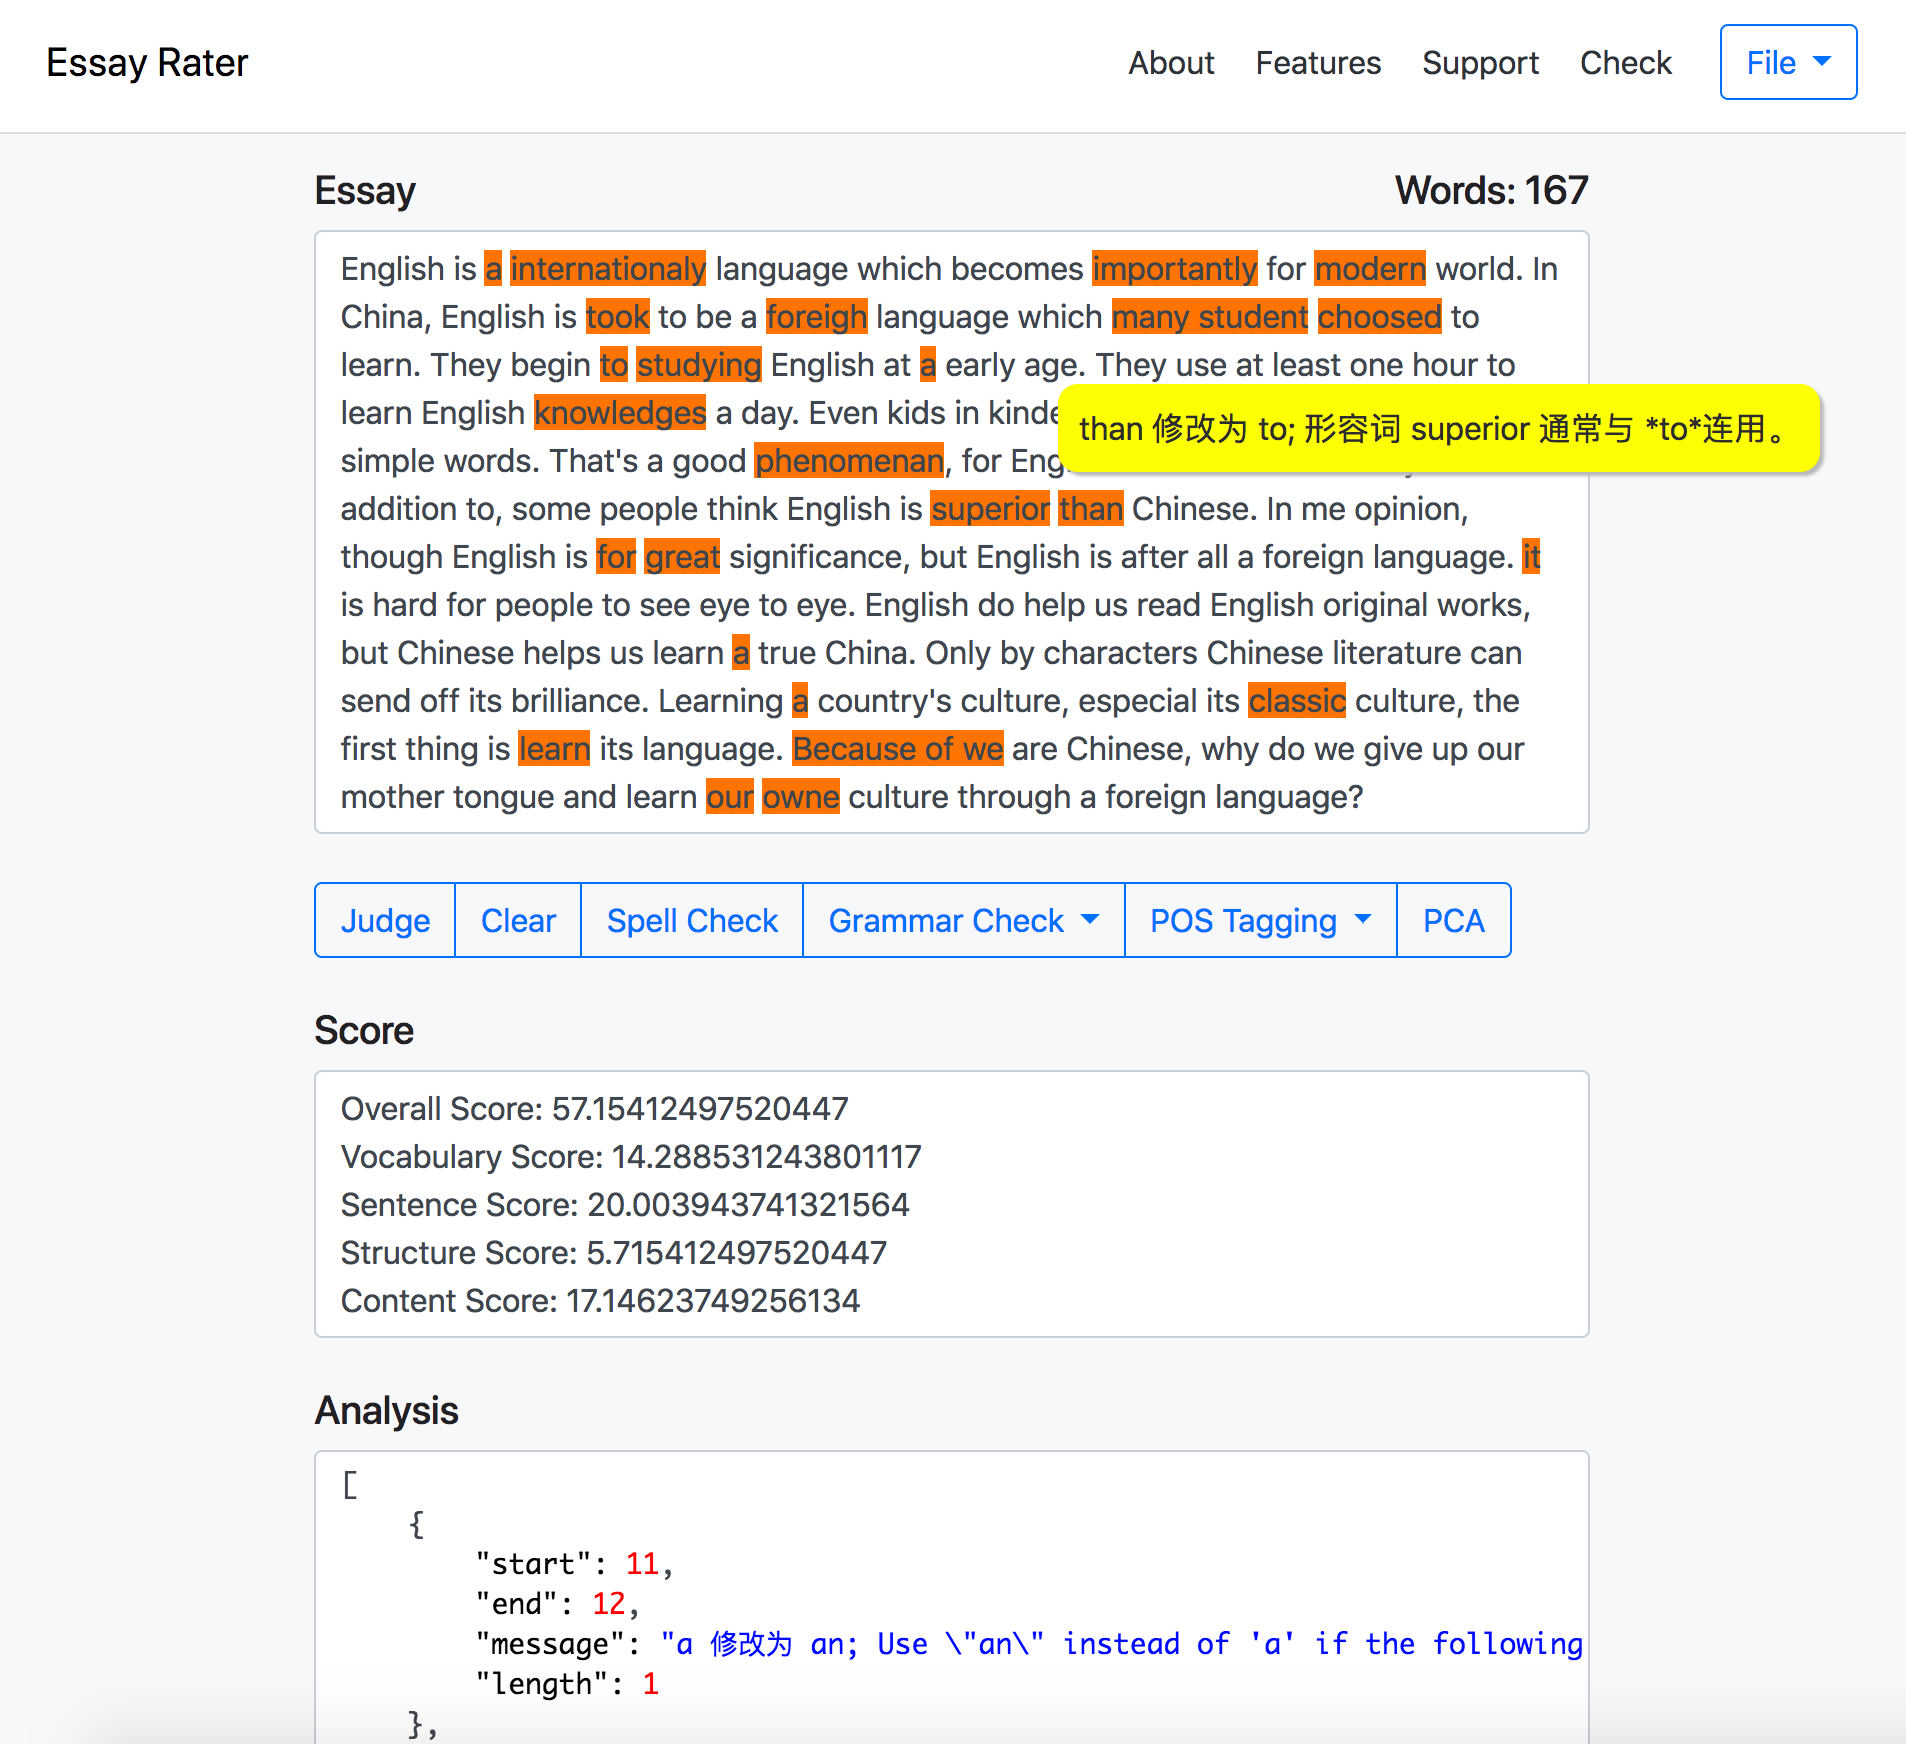 Essay Rater
About Features Support Check File
Essay
Words: 167
English is a internationaly language which becomes importantly for modern world. In
China, English is took to be a foreigh language which many student choosed to
learn. They begin to studying English at a early age. They use at least one hour to
learn English knowledges a day. Even kids in kinde
than 修改为 to; 形容词 superior 通常与 *to*连用。
simple words. That's a good phenomenan, for Eng
addition to, some people think English is superior than Chinese. In me opinion,
though English is for great significance, but English is after all a foreign language. it
is hard for people to see eye to eye. English do help us read English original works,
but Chinese helps us learn a true China. Only by characters Chinese literature can
send off its brilliance. Learning a country's culture, especial its classic culture, the
first thing is learn its language. Because of we are Chinese, why do we give up our
mother tongue and learn our owne culture through a foreign language?
Judge Clear Spell Check Grammar Check POS Tagging PCA
Score
Overall Score: 57.15412497520447
Vocabulary Score: 14.288531243801117
Sentence Score: 20.003943741321564
Structure Score: 5.715412497520447
Content Score: 17.14623749256134
Analysis
[
{
"start": 11,
"end": 12,
"message": "a 修改为 an; Use \"an\" instead of 'a' if the following
"length": 1
},